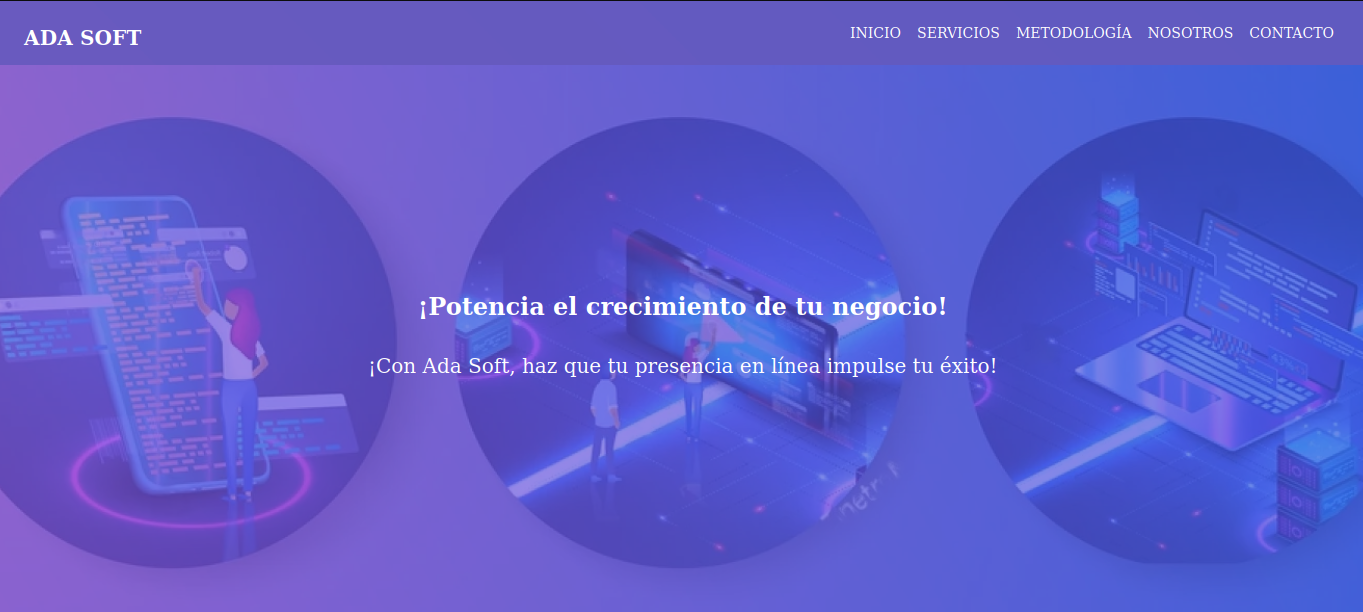 ADA SOFT
INICIO SERVICIOS METODOLOGÍA NOSOTROS CONTACTO
¡Potencia el crecimiento de tu negocio!
¡Con Ada Soft, haz que tu presencia en línea impulse tu éxito!